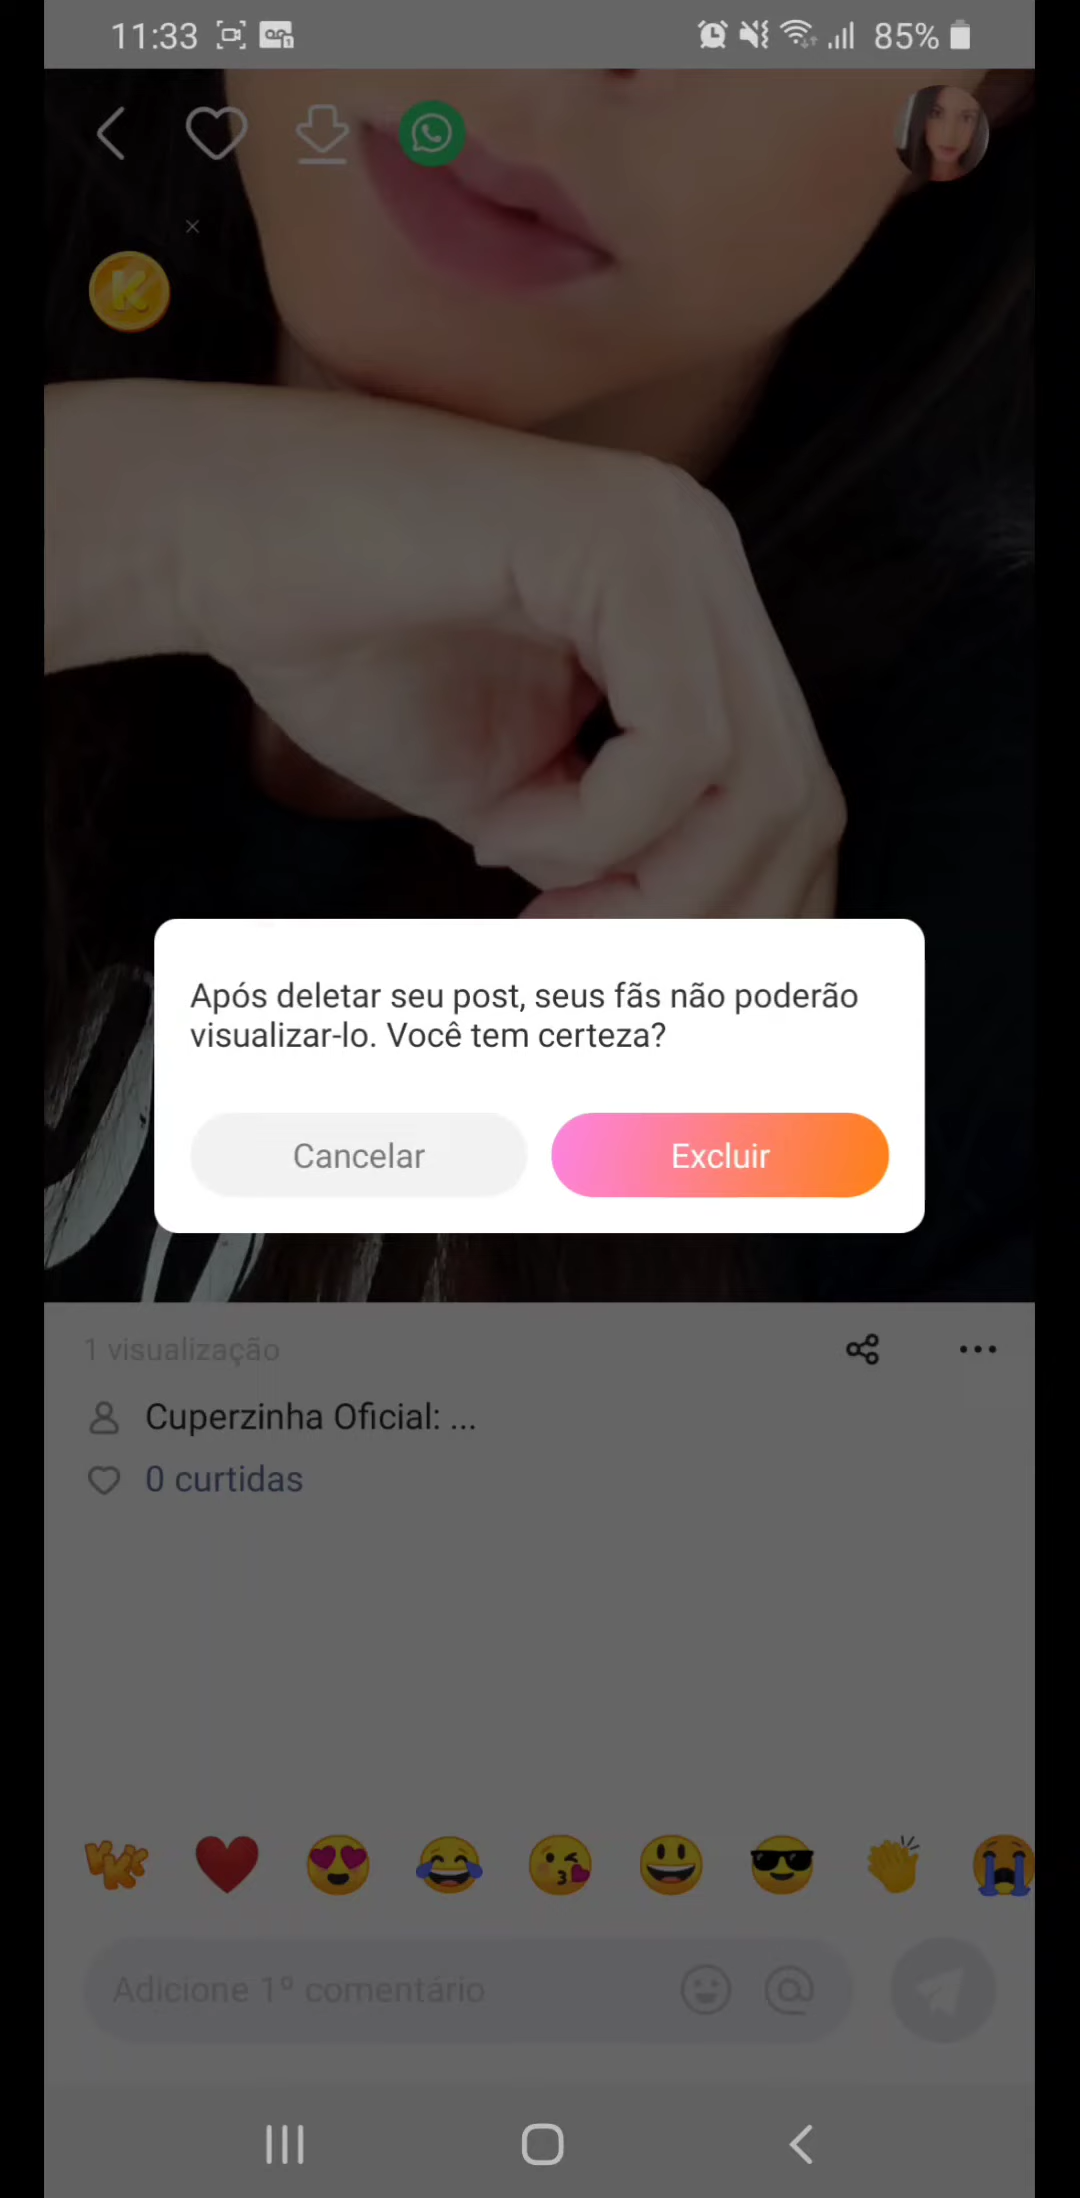 11:33
85%
K
Após deletar seu post, seus fãs não poderão
visualizar-lo. Você tem certeza?
Cancelar
Excluir
1 visualização
Cuperzinha Oficial: ...
0 curtidas
Adicione 1º comentário